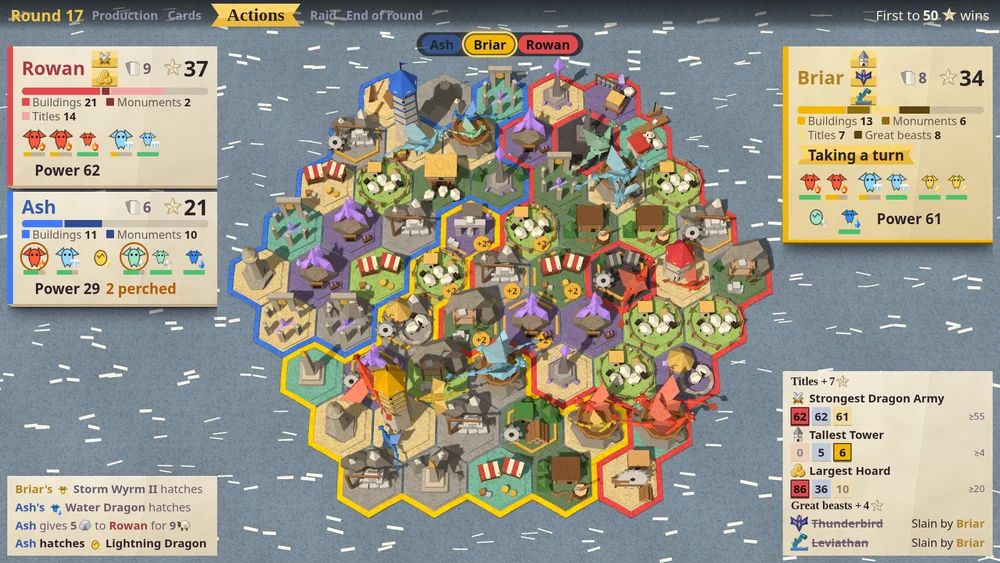 Round 17 Production Cards Actions Raid End of round
First to 50 wins
Ash Briar Rowan
Rowan 9 37
Buildings 21 Monuments 2
Titles 14
Power 62
Ash 6 21
Buildings 11 Monuments 10
Power 29 2 perched
Briar 8 34
Buildings 13 Monuments 6
Titles 7 Great beasts 8
Taking a turn
Power 61
+2 +2
+2 +2 +2
+2
Titles +7
Strongest Dragon Army
62 62 61 ≥55
Tallest Tower
0 5 6 ≥4
Largest Hoard
86 36 10 ≥20
Great beasts +4
Thunderbird Slain by Briar
Leviathan Slain by Briar
Briar's Storm Wyrm II hatches
Ash's Water Dragon hatches
Ash gives 5 to Rowan for 9
Ash hatches Lightning Dragon